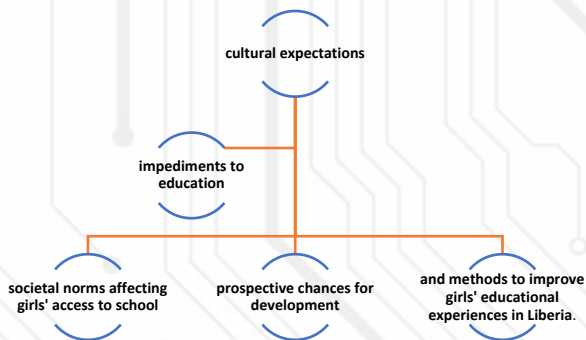 cultural expectations
impediments to
education
societal norms affecting
girls' access to school
prospective chances for
development
and methods to improve
girls' educational
experiences in Liberia.